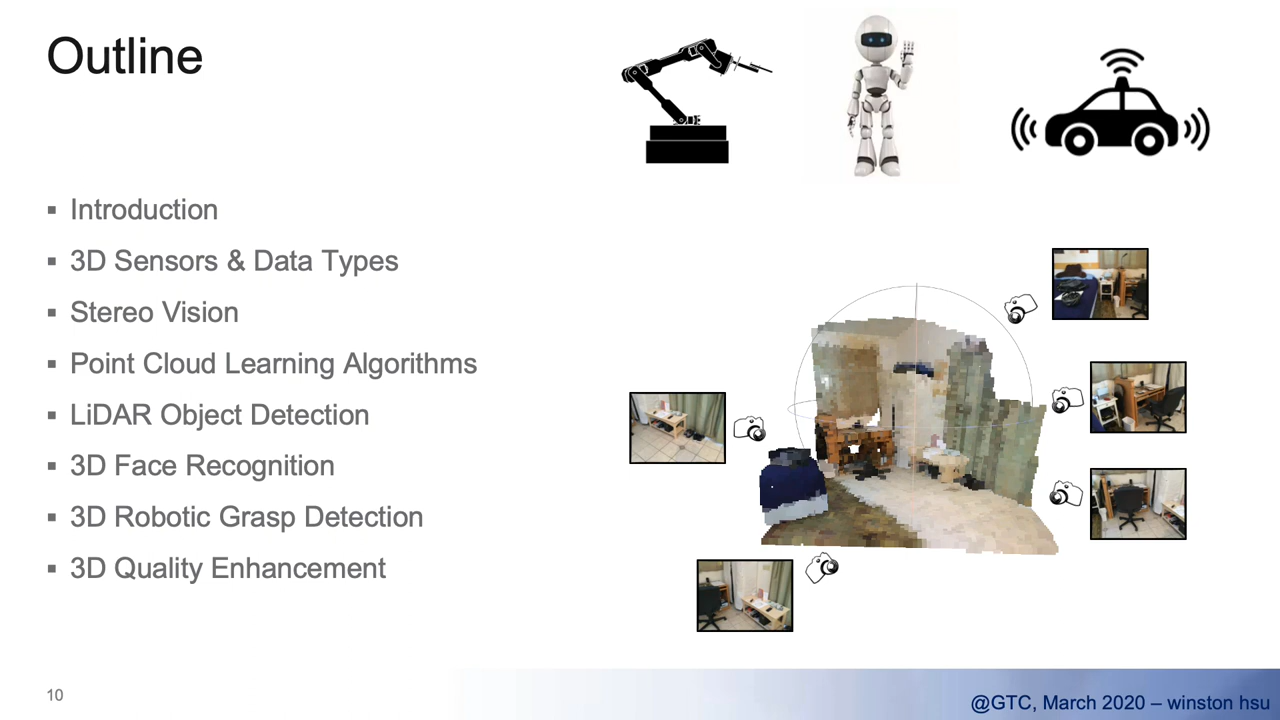 Outline
▪ Introduction
▪ 3D Sensors & Data Types
▪ Stereo Vision
▪ Point Cloud Learning Algorithms
▪ LiDAR Object Detection
▪ 3D Face Recognition
▪ 3D Robotic Grasp Detection
▪ 3D Quality Enhancement
10
@GTC, March 2020 – winston hsu